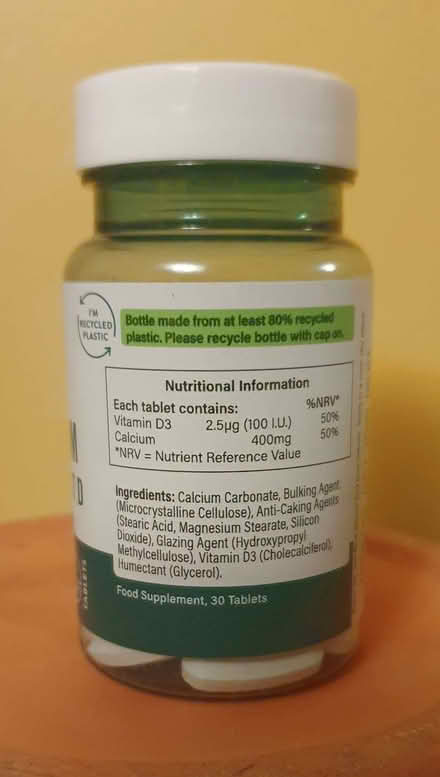 I'M
RECYCLED
PLASTIC
Bottle made from at least 80% recycled
plastic. Please recycle bottle with cap on.
Nutritional Information
Each tablet contains: %NRV*
Vitamin D3 2.5µg (100 I.U.) 50%
Calcium 400mg 50%
*NRV = Nutrient Reference Value
M
D
Ingredients: Calcium Carbonate, Bulking Agent
(Microcrystalline Cellulose), Anti-Caking Agents
(Stearic Acid, Magnesium Stearate, Silicon
Dioxide), Glazing Agent (Hydroxypropyl
Methylcellulose), Vitamin D3 (Cholecalciferol),
Humectant (Glycerol).
TABLETS
Food Supplement, 30 Tablets